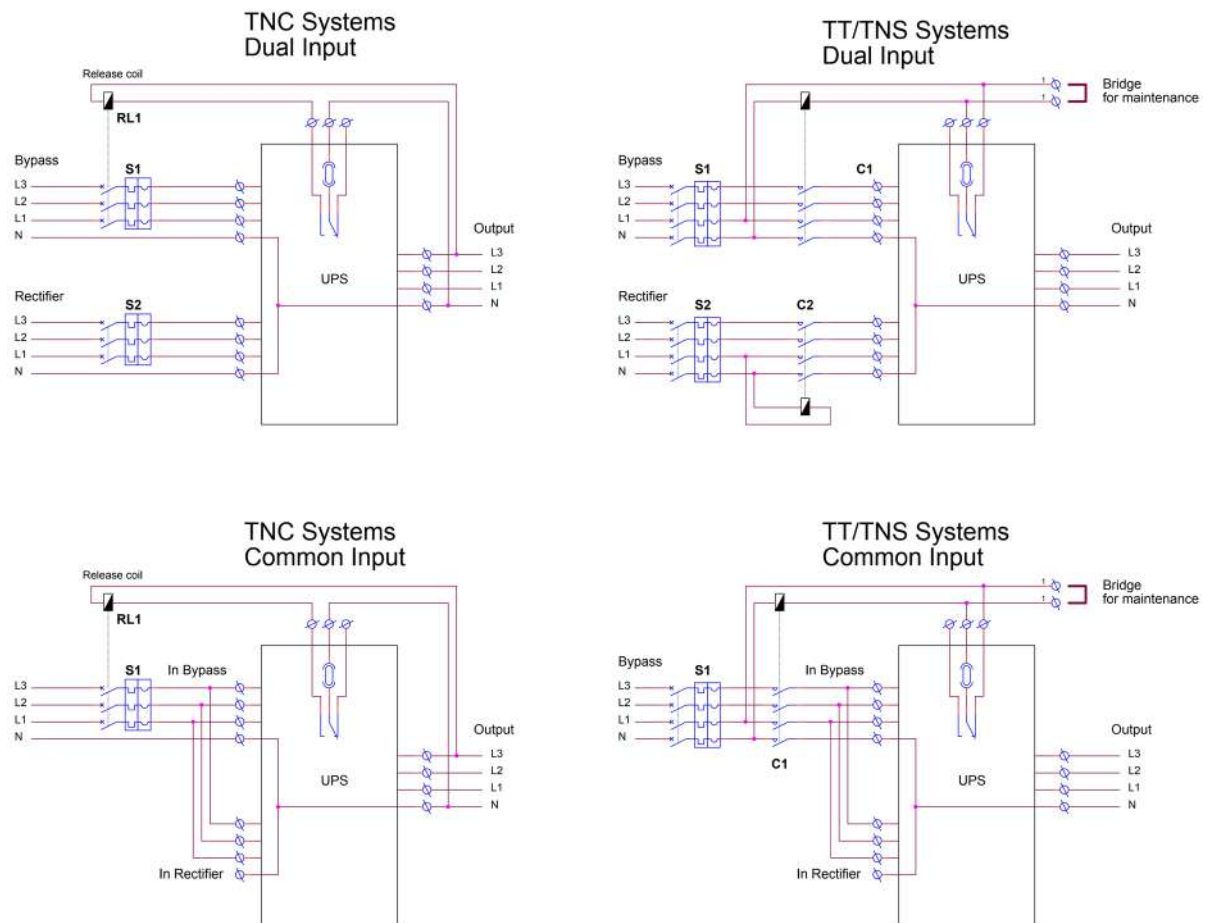 TNC Systems
Dual Input
Release coil
RL1
Bypass
S1
L3
L2
L1
N
Output
L3
L2
L1
N
UPS
Rectifier
S2
L3
L2
L1
N
TT/TNS Systems
Dual Input
1
1
Bridge
for maintenance
Bypass
S1
C1
L3
L2
L1
N
Output
L3
L2
L1
N
UPS
Rectifier
S2
C2
L3
L2
L1
N
TNC Systems
Common Input
Release coil
RL1
S1
In Bypass
L3
L2
L1
N
Output
L3
L2
L1
N
UPS
In Rectifier
TT/TNS Systems
Common Input
1
1
Bridge
for maintenance
Bypass
S1
In Bypass
L3
L2
L1
N
C1
Output
L3
L2
L1
N
UPS
In Rectifier